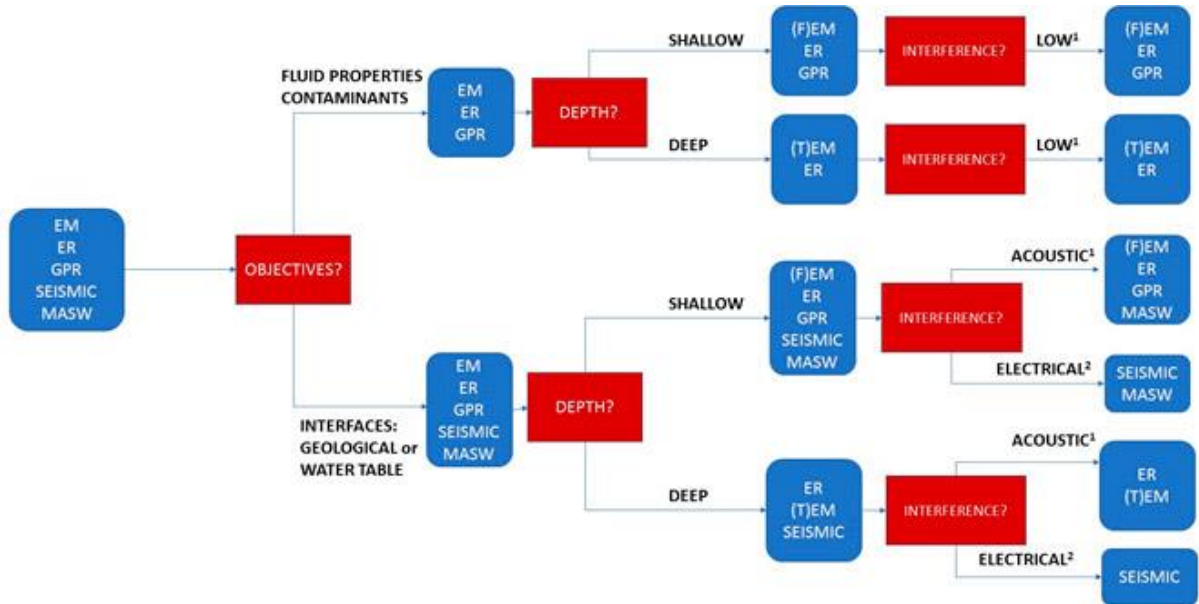 EM
ER
GPR
SEISMIC
MASW
OBJECTIVES?
FLUID PROPERTIES
CONTAMINANTS
EM
ER
GPR
DEPTH?
SHALLOW
(F)EM
ER
GPR
INTERFERENCE?
LOW¹
(F)EM
ER
GPR
DEEP
(T)EM
ER
INTERFERENCE?
LOW¹
(T)EM
ER
INTERFACES:
GEOLOGICAL or
WATER TABLE
EM
ER
GPR
SEISMIC
MASW
DEPTH?
SHALLOW
(F)EM
ER
GPR
SEISMIC
MASW
INTERFERENCE?
ACOUSTIC¹
(F)EM
ER
GPR
MASW
ELECTRICAL²
SEISMIC
MASW
DEEP
ER
(T)EM
SEISMIC
INTERFERENCE?
ACOUSTIC¹
ER
(T)EM
ELECTRICAL²
SEISMIC